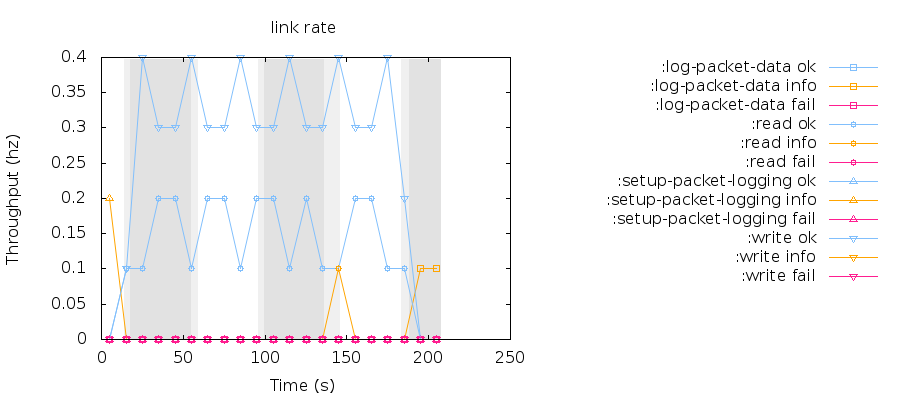 link rate
Throughput (hz)
0.4
0.35
0.3
0.25
0.2
0.15
0.1
0.05
0
0 50 100 150 200 250
Time (s)
:log-packet-data ok
:log-packet-data info
:log-packet-data fail
:read ok
:read info
:read fail
:setup-packet-logging ok
:setup-packet-logging info
:setup-packet-logging fail
:write ok
:write info
:write fail